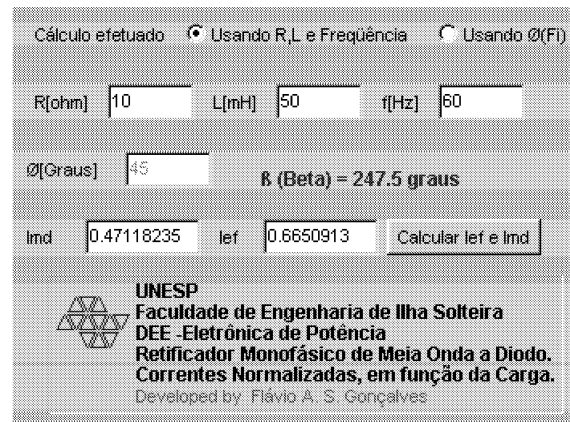 Cálculo efetuado Usando R,L e Freqüência Usando Ø(Fi)
R[ohm] 10 L[mH] 50 f[Hz] 60
Ø[Graus] 45 ß (Beta) = 247.5 graus
Imd 0.47118235 Ief 0.6650913 Calcular Ief e Imd
UNESP
Faculdade de Engenharia de Ilha Solteira
DEE -Eletrônica de Potência
Retificador Monofásico de Meia Onda a Diodo.
Correntes Normalizadas, em função da Carga.
Developed by Flávio A. S. Gonçalves